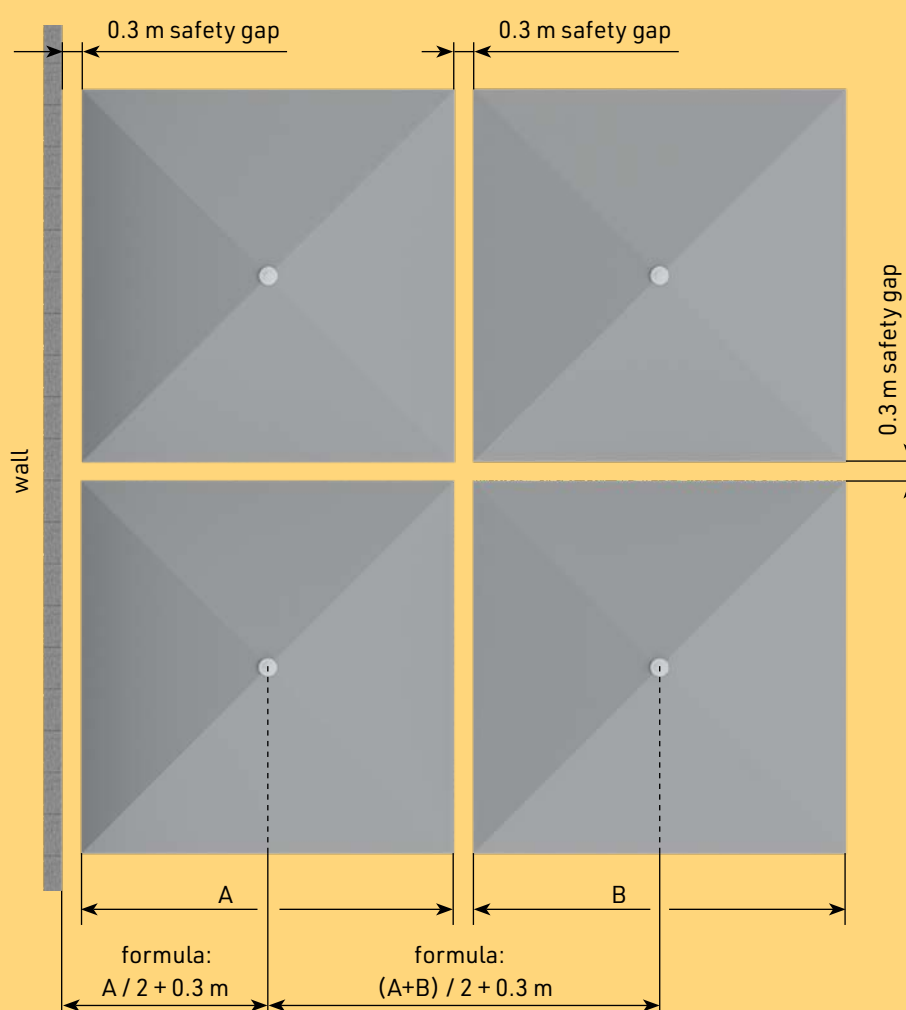 0.3 m safety gap
0.3 m safety gap
0.3 m safety gap
wall
A
B
formula:
A / 2 + 0.3 m
formula:
(A+B) / 2 + 0.3 m